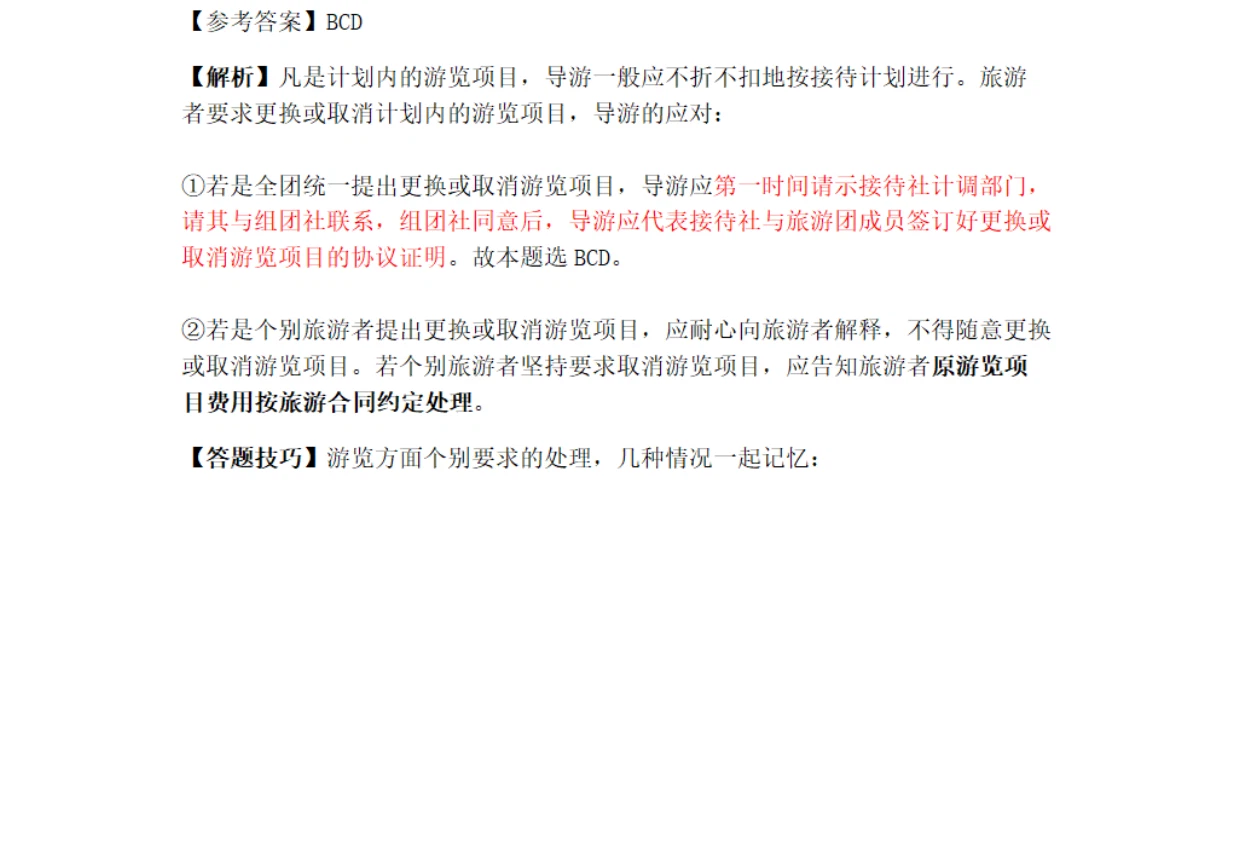 【参考答案】BCD
【解析】凡是计划内的游览项目，导游一般应不折不扣地按接待计划进行。旅游
者要求更换或取消计划内的游览项目，导游的应对：
①若是全团统一提出更换或取消游览项目，导游应第一时间请示接待社计调部门，
请其与组团社联系，组团社同意后，导游应代表接待社与旅游团成员签订好更换或
取消游览项目的协议证明。故本题选 BCD。
②若是个别旅游者提出更换或取消游览项目，应耐心向旅游者解释，不得随意更换
或取消游览项目。若个别旅游者坚持要求取消游览项目，应告知旅游者原游览项
目费用按旅游合同约定处理。
【答题技巧】游览方面个别要求的处理，几种情况一起记忆：